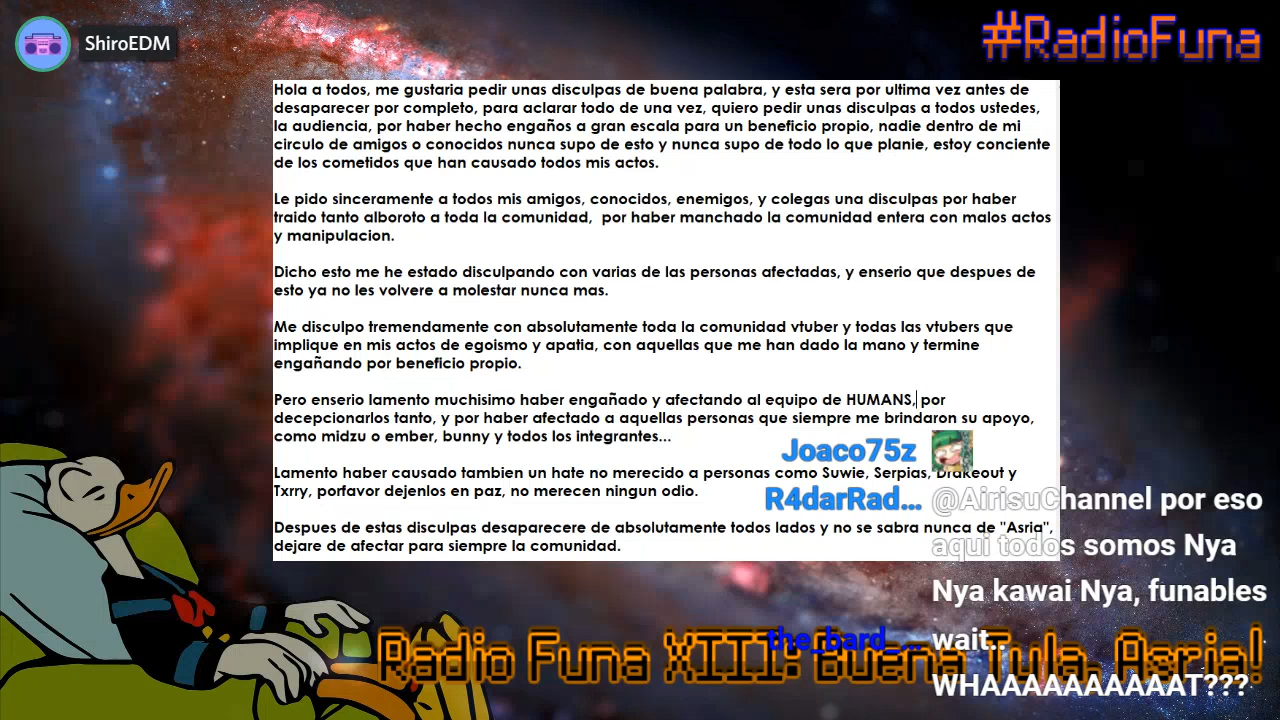 ShiroEDM
#RadioFuna
Hola a todos, me gustaria pedir unas disculpas de buena palabra, y esta sera por ultima vez antes de
desaparecer por completo, para aclarar todo de una vez, quiero pedir unas disculpas a todos ustedes,
la audiencia, por haber hecho engaños a gran escala para un beneficio propio, nadie dentro de mi
circulo de amigos o conocidos nunca supo de esto y nunca supo de todo lo que planie, estoy conciente
de los cometidos que han causado todos mis actos.
Le pido sinceramente a todos mis amigos, conocidos, enemigos, y colegas una disculpas por haber
traido tanto alboroto a toda la comunidad,  por haber manchado la comunidad entera con malos actos
y manipulacion.
Dicho esto me he estado disculpando con varias de las personas afectadas, y enserio que despues de
esto ya no les volvere a molestar nunca mas.
Me disculpo tremendamente con absolutamente toda la comunidad vtuber y todas las vtubers que
implique en mis actos de egoismo y apatia, con aquellas que me han dado la mano y termine
engañando por beneficio propio.
Pero enserio lamento muchisimo haber engañado y afectando al equipo de HUMANS, por
decepcionarlos tanto, y por haber afectado a aquellas personas que siempre me brindaron su apoyo,
como midzu o ember, bunny y todos los integrantes...
Lamento haber causado tambien un hate no merecido a personas como Suwie, Serpias, Drakeout y
Txrry, porfavor dejenlos en paz, no merecen ningun odio.
Despues de estas disculpas desaparecere de absolutamente todos lados y no se sabra nunca de "Asria",
dejare de afectar para siempre la comunidad.
Joaco75z
R4darRad... @AirisuChannel por eso
aqui todos somos Nya
Nya kawai Nya, funables
the_bard_... wait..
WHAAAAAAAAAAT???
Radio Funa XIII: Buena Tula, Asria!